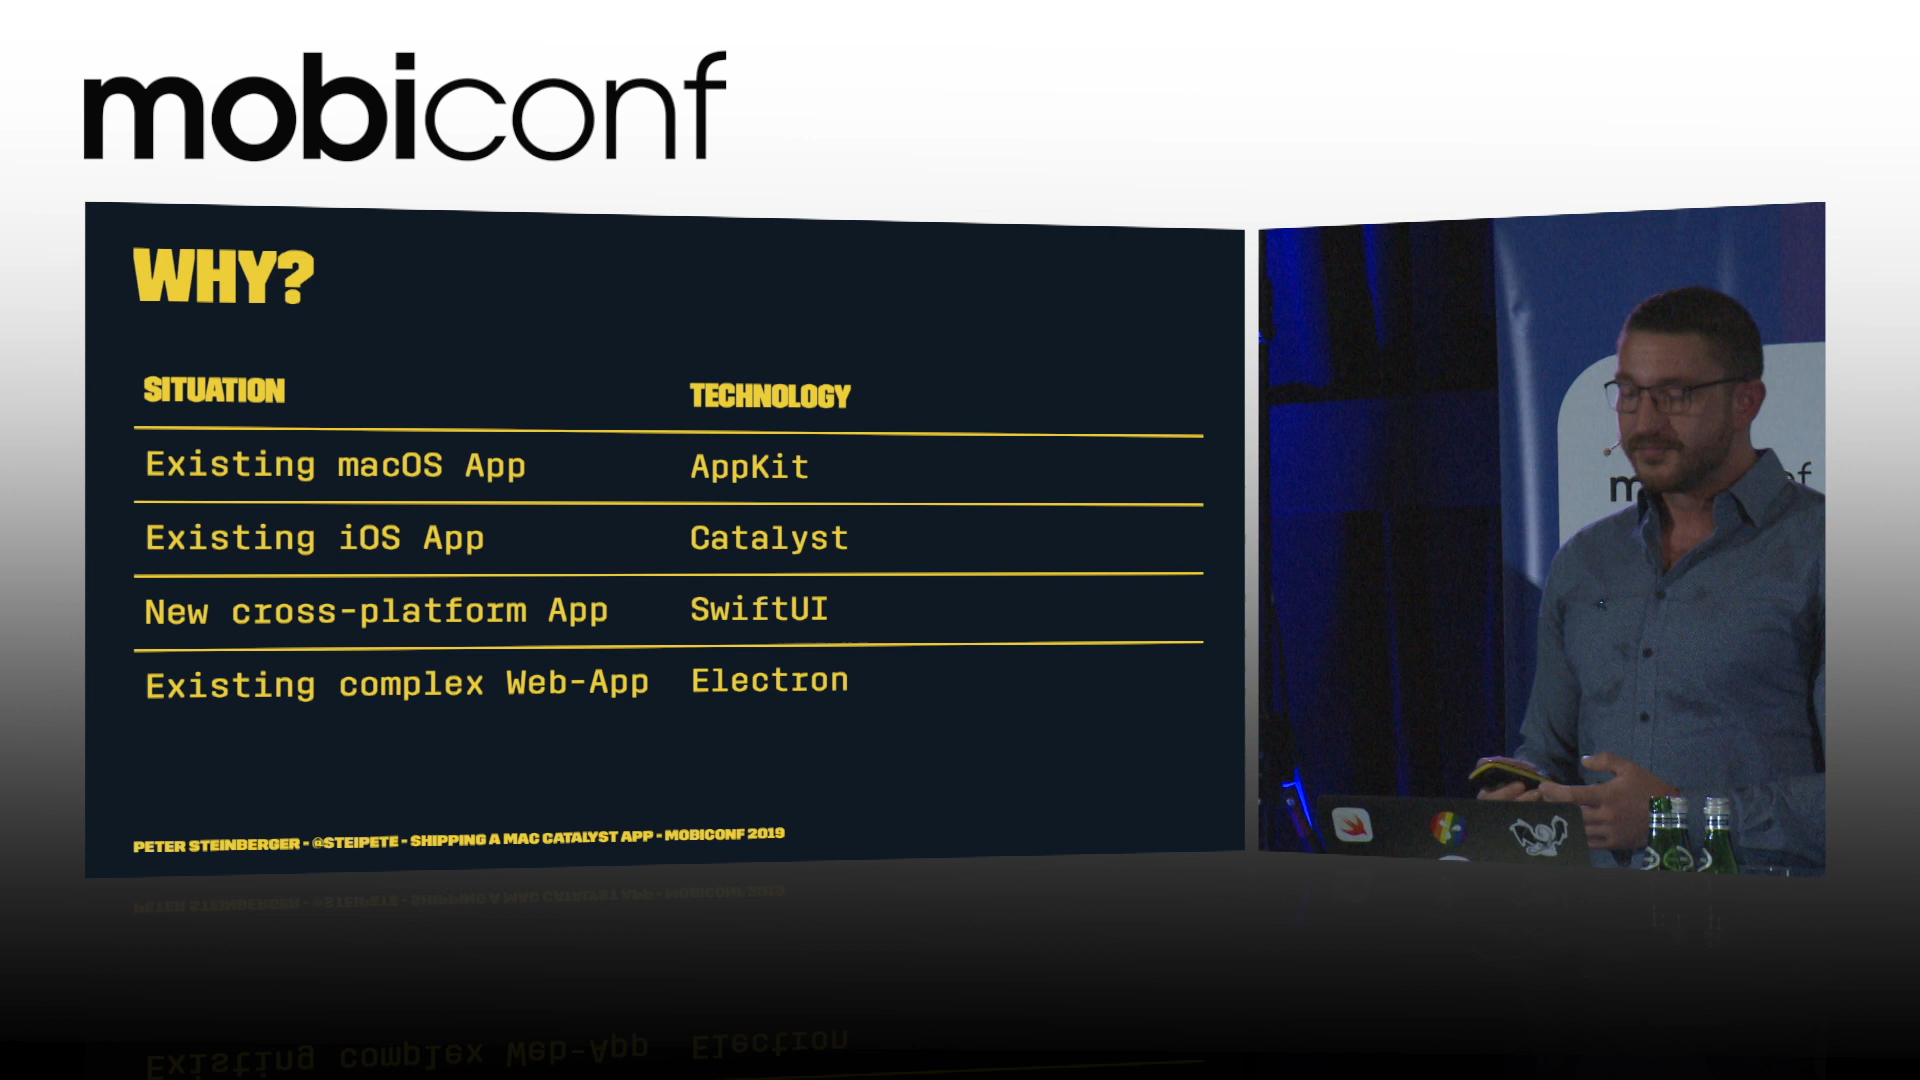 mobiconf
WHY?
SITUATION TECHNOLOGY
Existing macOS App AppKit
Existing iOS App Catalyst
New cross-platform App SwiftUI
Existing complex Web-App Electron
PETER STEINBERGER - @STEIPETE - SHIPPING A MAC CATALYST APP - MOBICONF 2019